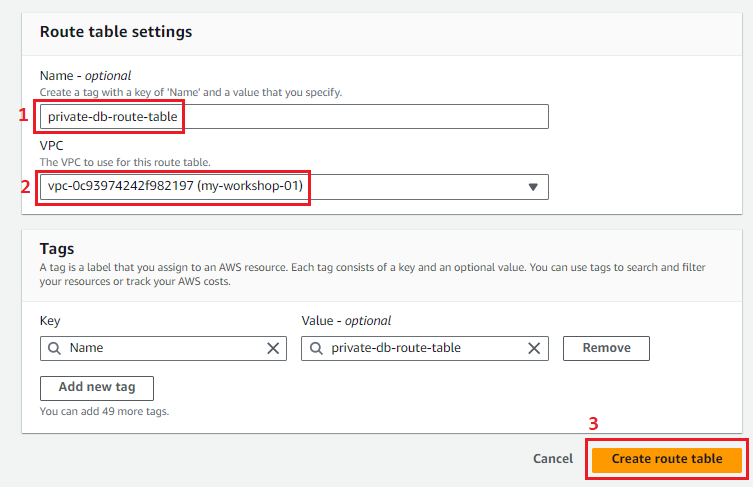 Route table settings
Name - optional
Create a tag with a key of 'Name' and a value that you specify.
1
private-db-route-table
VPC
The VPC to use for this route table.
2
vpc-0c93974242f982197 (my-workshop-01)
Tags
A tag is a label that you assign to an AWS resource. Each tag consists of a key and an optional value. You can use tags to search and filter
your resources or track your AWS costs.
Key
Value - optional
Name
private-db-route-table
Remove
Add new tag
You can add 49 more tags.
3
Cancel
Create route table